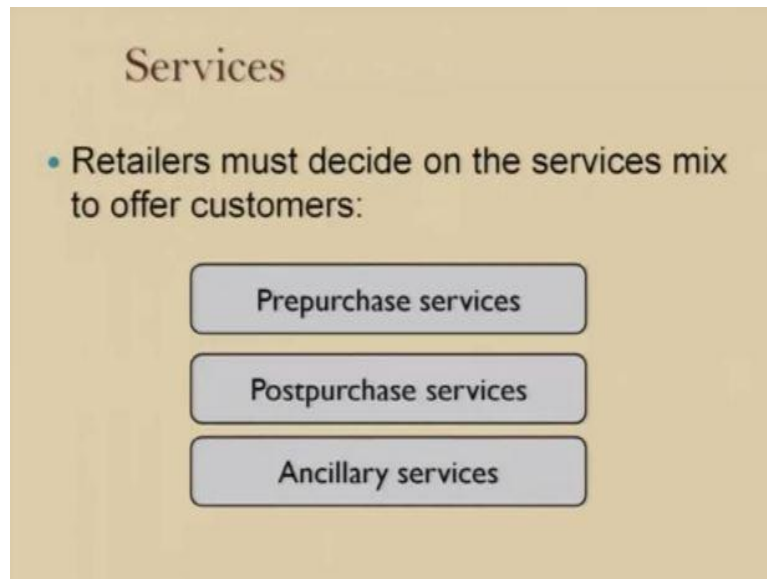 Services
• Retailers must decide on the services mix
to offer customers:
Prepurchase services
Postpurchase services
Ancillary services